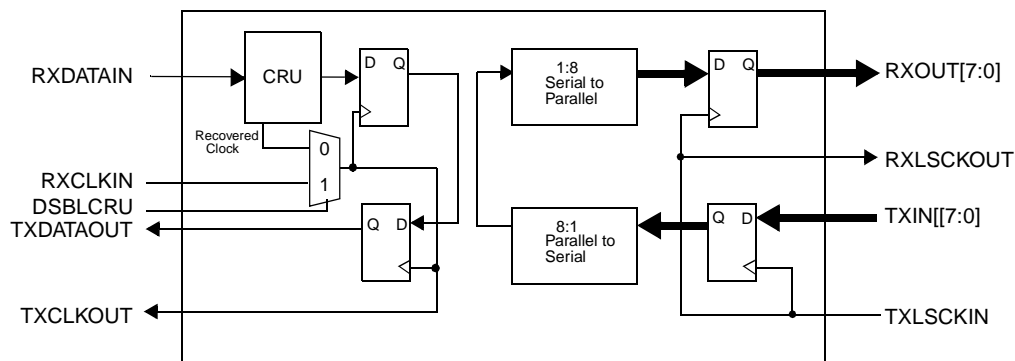 RXDATAIN
CRU
D Q
1:8
Serial to
Parallel
D Q
RXOUT[7:0]
Recovered
Clock
0
1
RXCLKIN
DSBLCRU
TXDATAOUT
RXLSCKOUT
Q D
8:1
Parallel to
Serial
Q D
TXIN[[7:0]
TXCLKOUT
TXLSCKIN